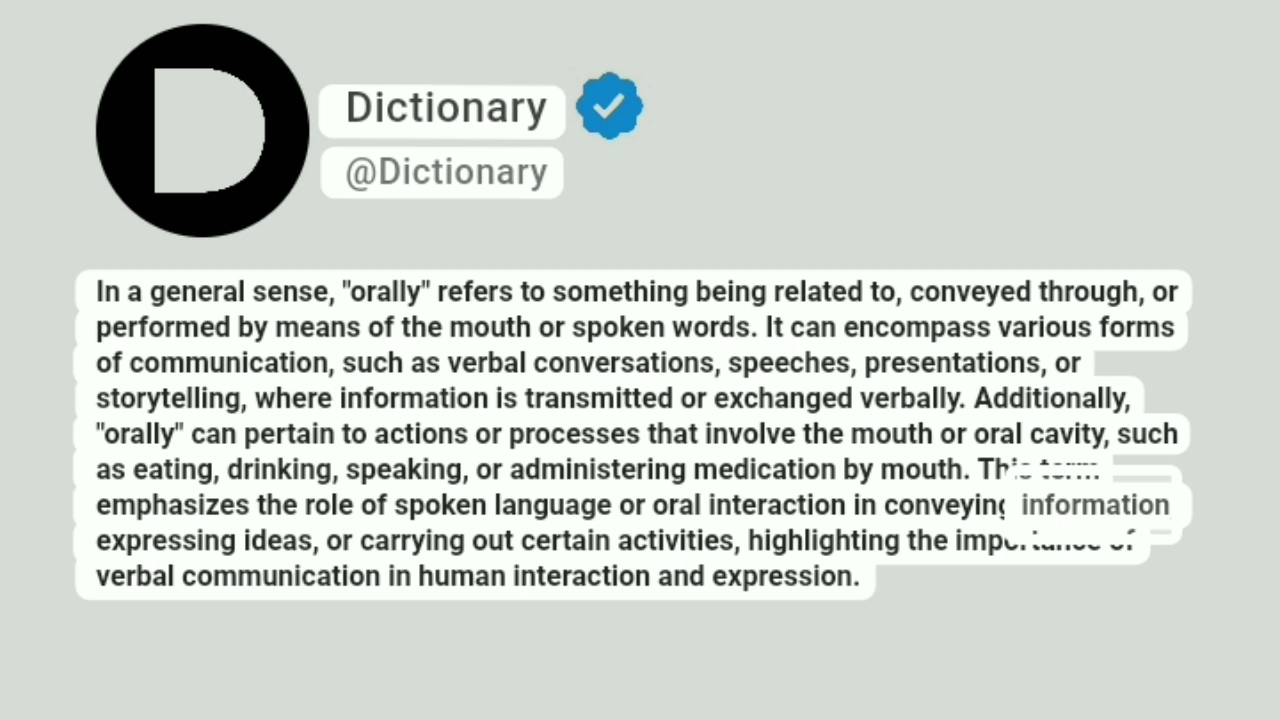 D
Dictionary
@Dictionary
In a general sense, "orally" refers to something being related to, conveyed through, or
performed by means of the mouth or spoken words. It can encompass various forms
of communication, such as verbal conversations, speeches, presentations, or
storytelling, where information is transmitted or exchanged verbally. Additionally,
"orally" can pertain to actions or processes that involve the mouth or oral cavity, such
as eating, drinking, speaking, or administering medication by mouth. This term
emphasizes the role of spoken language or oral interaction in conveying information
expressing ideas, or carrying out certain activities, highlighting the importance of
verbal communication in human interaction and expression.